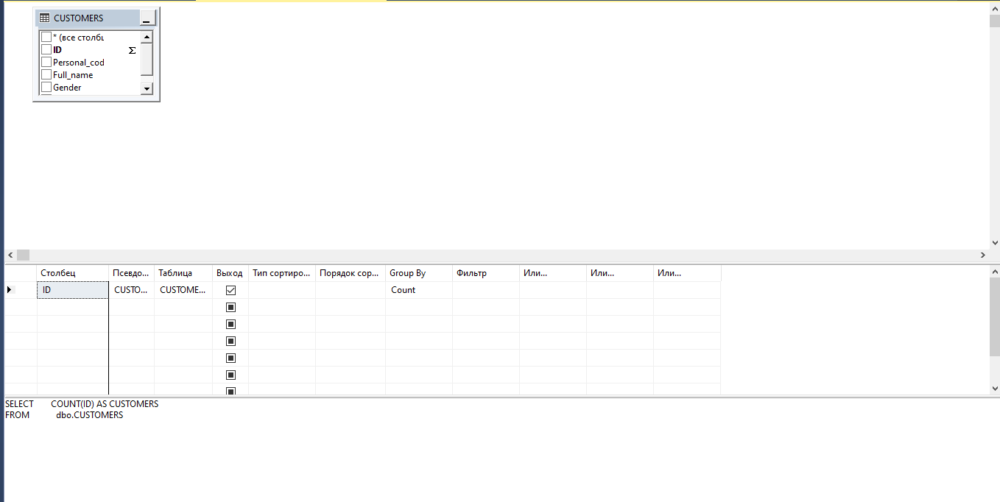 CUSTOMERS
* (все столбц
ID
Personal_cod
Full_name
Gender
Столбец Псевдо... Таблица Выход Тип сортиро... Порядок сор... Group By Фильтр Или... Или... Или...
ID CUSTO... CUSTOME... Count
SELECT COUNT(ID) AS CUSTOMERS
FROM dbo.CUSTOMERS